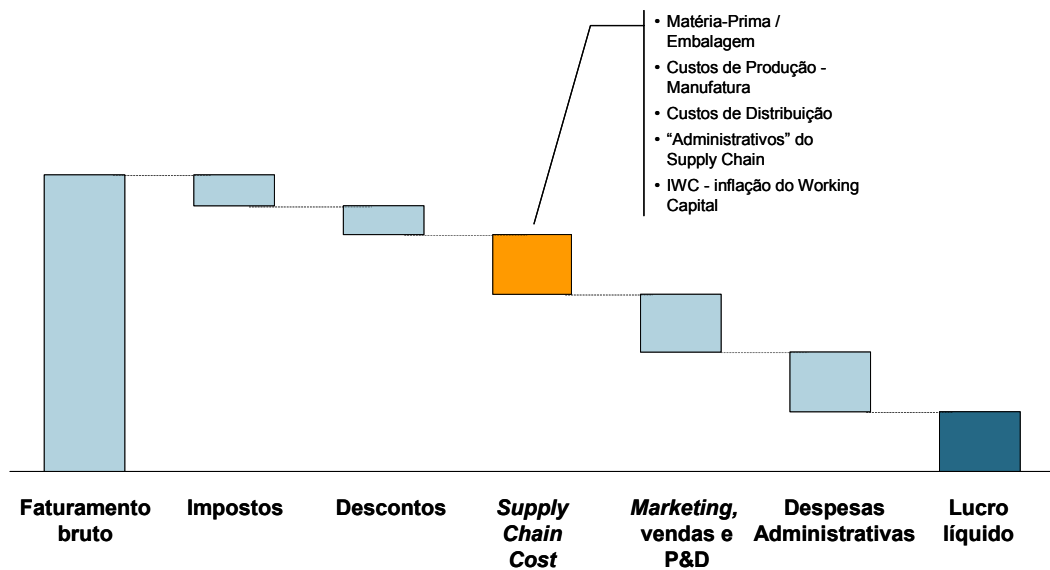 • Matéria-Prima /
Embalagem
• Custos de Produção -
Manufatura
• Custos de Distribuição
• “Administrativos” do
Supply Chain
• IWC - inflação do Working
Capital
Faturamento
bruto
Impostos
Descontos
Supply
Chain
Cost
Marketing,
vendas e
P&D
Despesas
Administrativas
Lucro
líquido